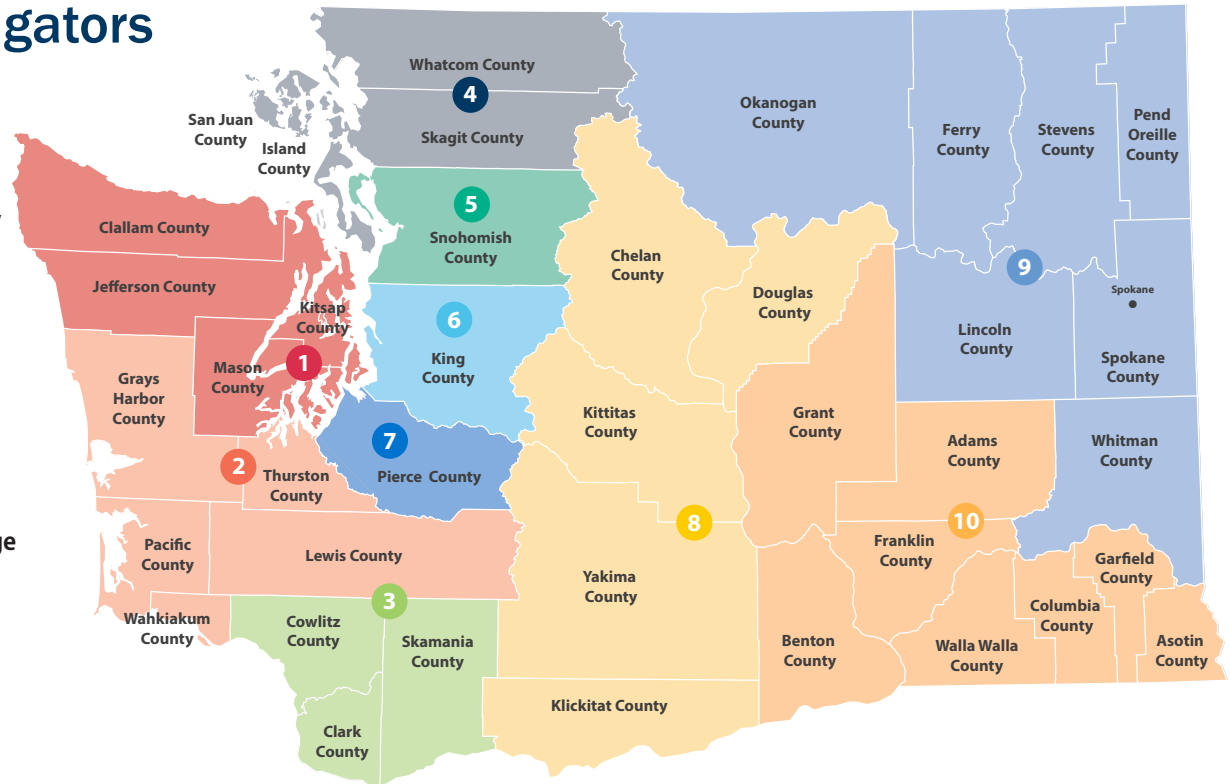 gators
Whatcom County
4
Skagit County
San Juan
County
Island
County
Okanogan
County
Ferry
County
Stevens
County
Pend
Oreille
County
5
Snohomish
County
Clallam County
Jefferson County
Kitsap
County
Chelan
County
Douglas
County
9
Spokane
Lincoln
County
Spokane
County
6
King
County
1
Mason
County
Grays
Harbor
County
Kittitas
County
Grant
County
Adams
County
Whitman
County
7
Pierce County
2
Thurston
County
8
10
Franklin
County
Garfield
County
ge
Pacific
County
Lewis County
Yakima
County
Columbia
County
3
Wahkiakum
County
Cowlitz
County
Skamania
County
Benton
County
Walla Walla
County
Asotin
County
Klickitat County
Clark
County